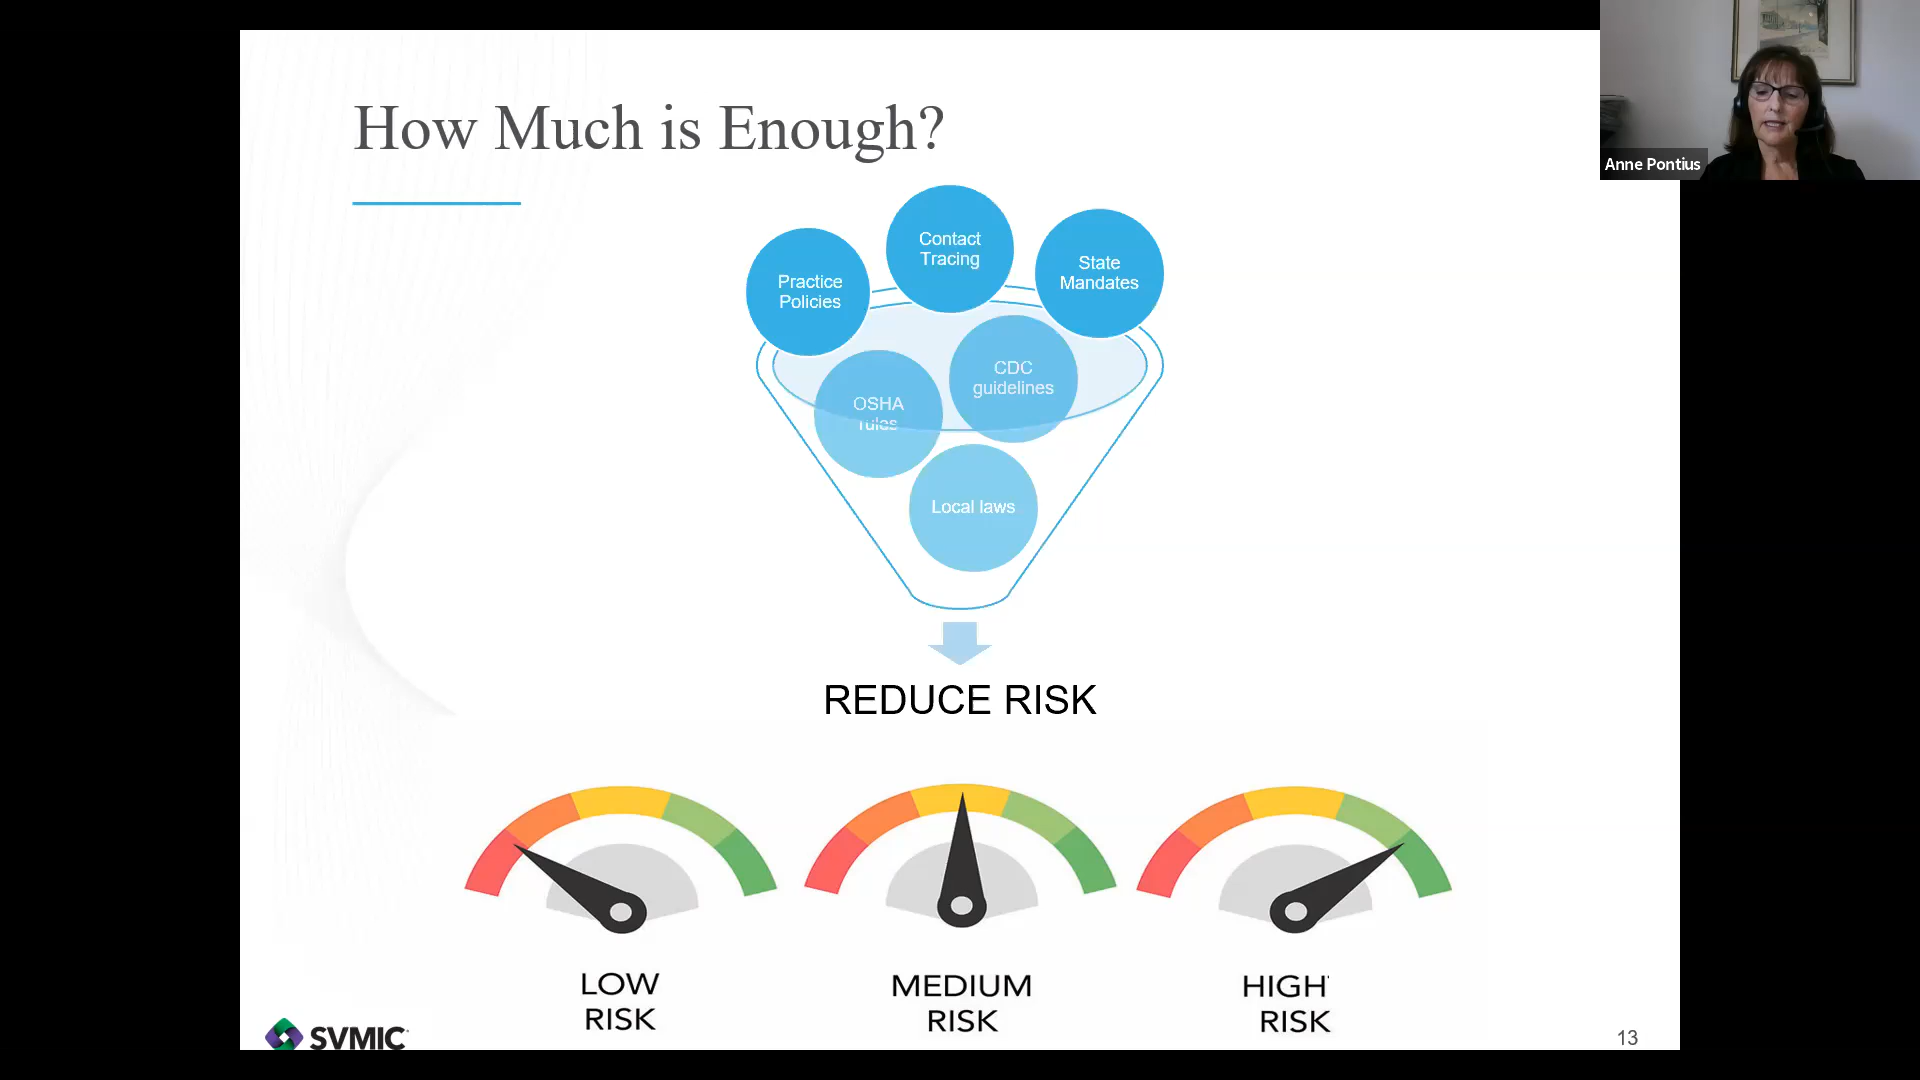 How Much is Enough?
Anne Pontius
Contact
Tracing
State
Mandates
Practice
Policies
CDC
guidelines
OSHA
rules
Local laws
REDUCE RISK
LOW
RISK
MEDIUM
RISK
HIGH
RISK
SVMIC
13